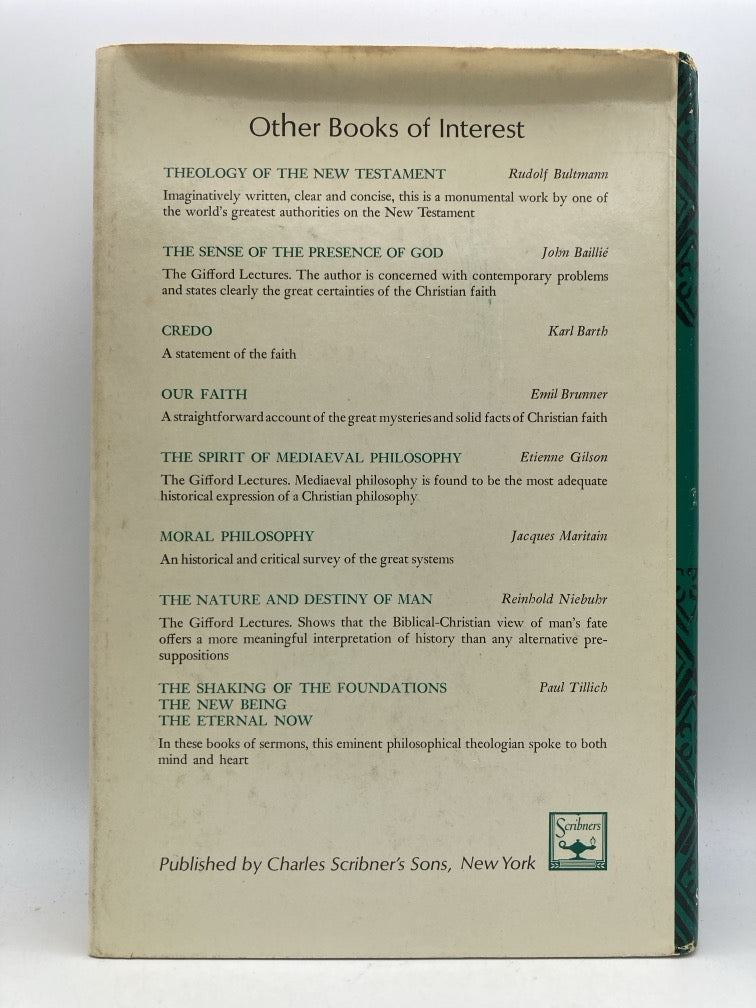 Other Books of Interest
THEOLOGY OF THE NEW TESTAMENT Rudolf Bultmann
Imaginatively written, clear and concise, this is a monumental work by one of
the world's greatest authorities on the New Testament
THE SENSE OF THE PRESENCE OF GOD John Baillie
The Gifford Lectures. The author is concerned with contemporary problems
and states clearly the great certainties of the Christian faith
CREDO Karl Barth
A statement of the faith
OUR FAITH Emil Brunner
A straightforward account of the great mysteries and solid facts of Christian faith
THE SPIRIT OF MEDIAEVAL PHILOSOPHY Etienne Gilson
The Gifford Lectures. Mediaeval philosophy is found to be the most adequate
historical expression of a Christian philosophy
MORAL PHILOSOPHY Jacques Maritain
An historical and critical survey of the great systems
THE NATURE AND DESTINY OF MAN Reinhold Niebuhr
The Gifford Lectures. Shows that the Biblical-Christian view of man's fate
offers a more meaningful interpretation of history than any alternative pre-
suppositions
THE SHAKING OF THE FOUNDATIONS Paul Tillich
THE NEW BEING
THE ETERNAL NOW
In these books of sermons, this eminent philosophical theologian spoke to both
mind and heart
Scribners
Published by Charles Scribner's Sons, New York